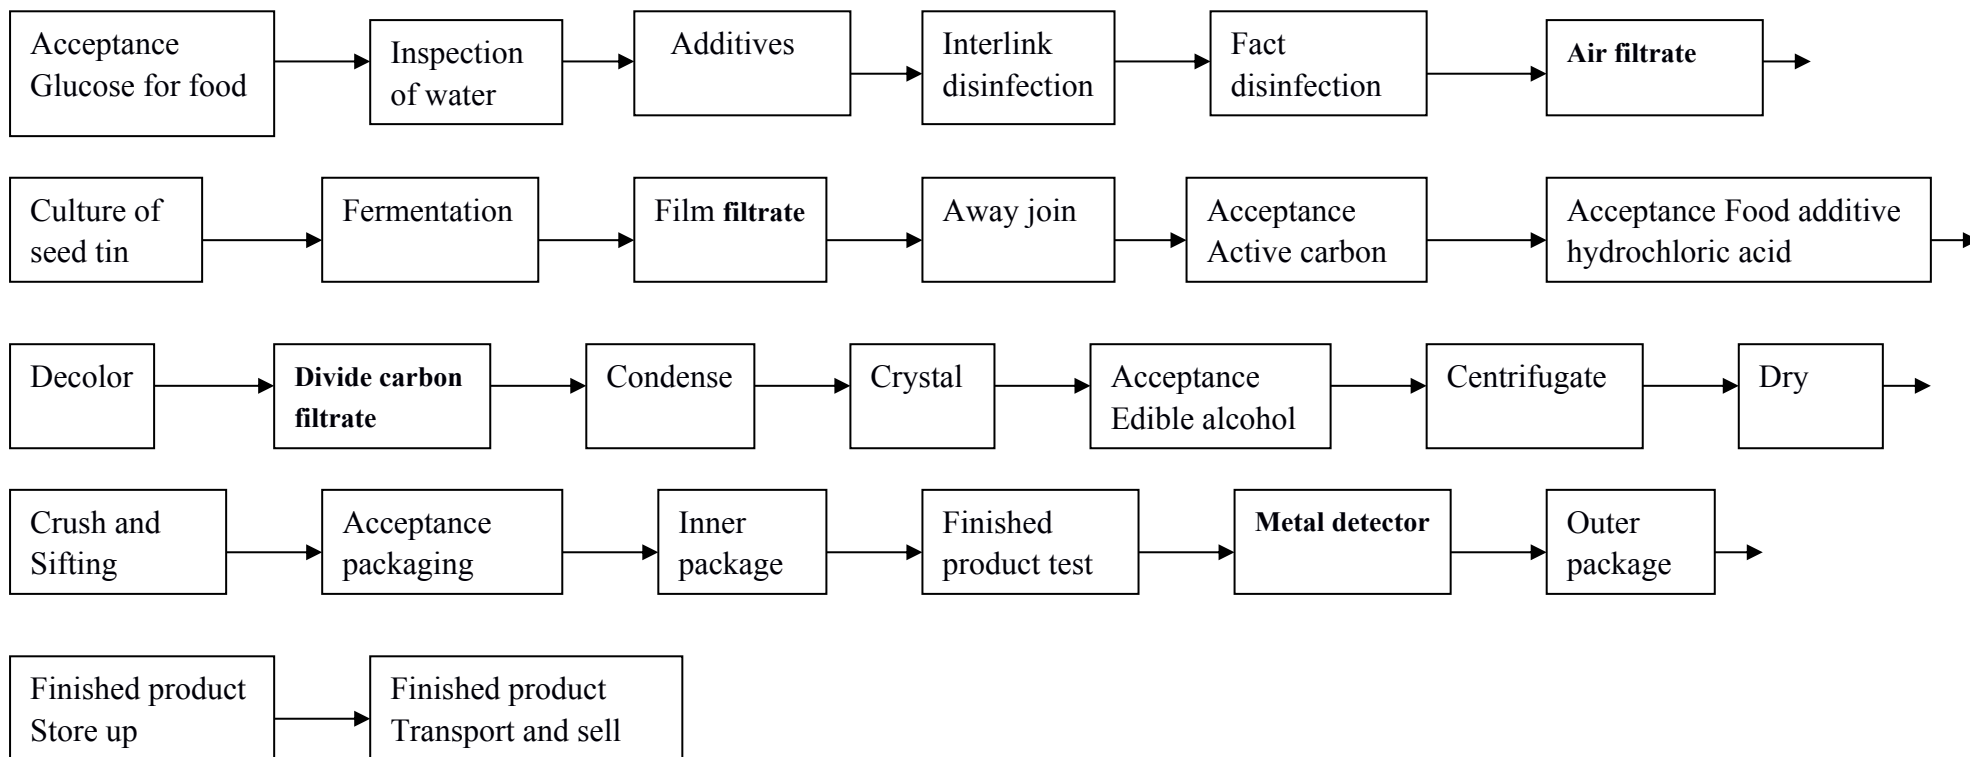 Acceptance
Glucose for food
Inspection
of water
Additives
Interlink
disinfection
Fact
disinfection
Air filtrate
Culture of
seed tin
Fermentation
Film filtrate
Away join
Acceptance
Active carbon
Acceptance Food additive
hydrochloric acid
Decolor
Divide carbon
filtrate
Condense
Crystal
Acceptance
Edible alcohol
Centrifugate
Dry
Crush and
Sifting
Acceptance
packaging
Inner
package
Finished
product test
Metal detector
Outer
package
Finished product
Store up
Finished product
Transport and sell